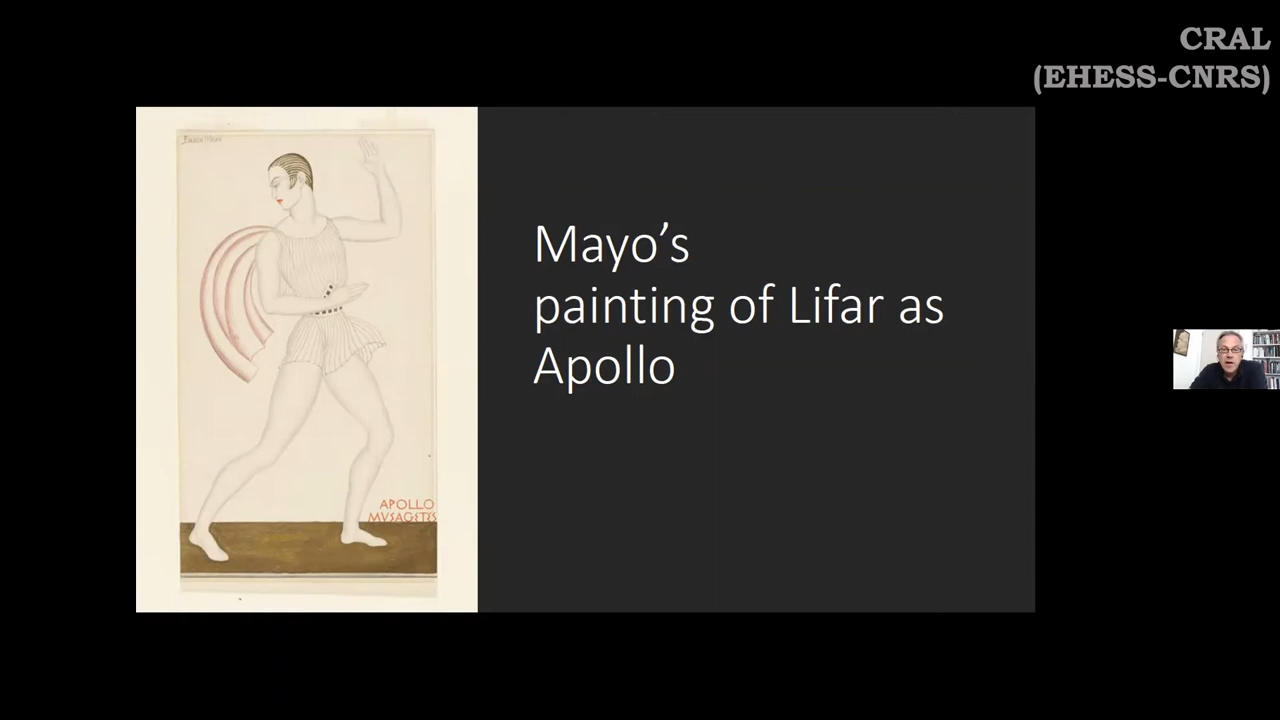 CRAL
(EHESS-CNRS)
Mayo’s
painting of Lifar as
Apollo
APOLLO
MVSAGETES